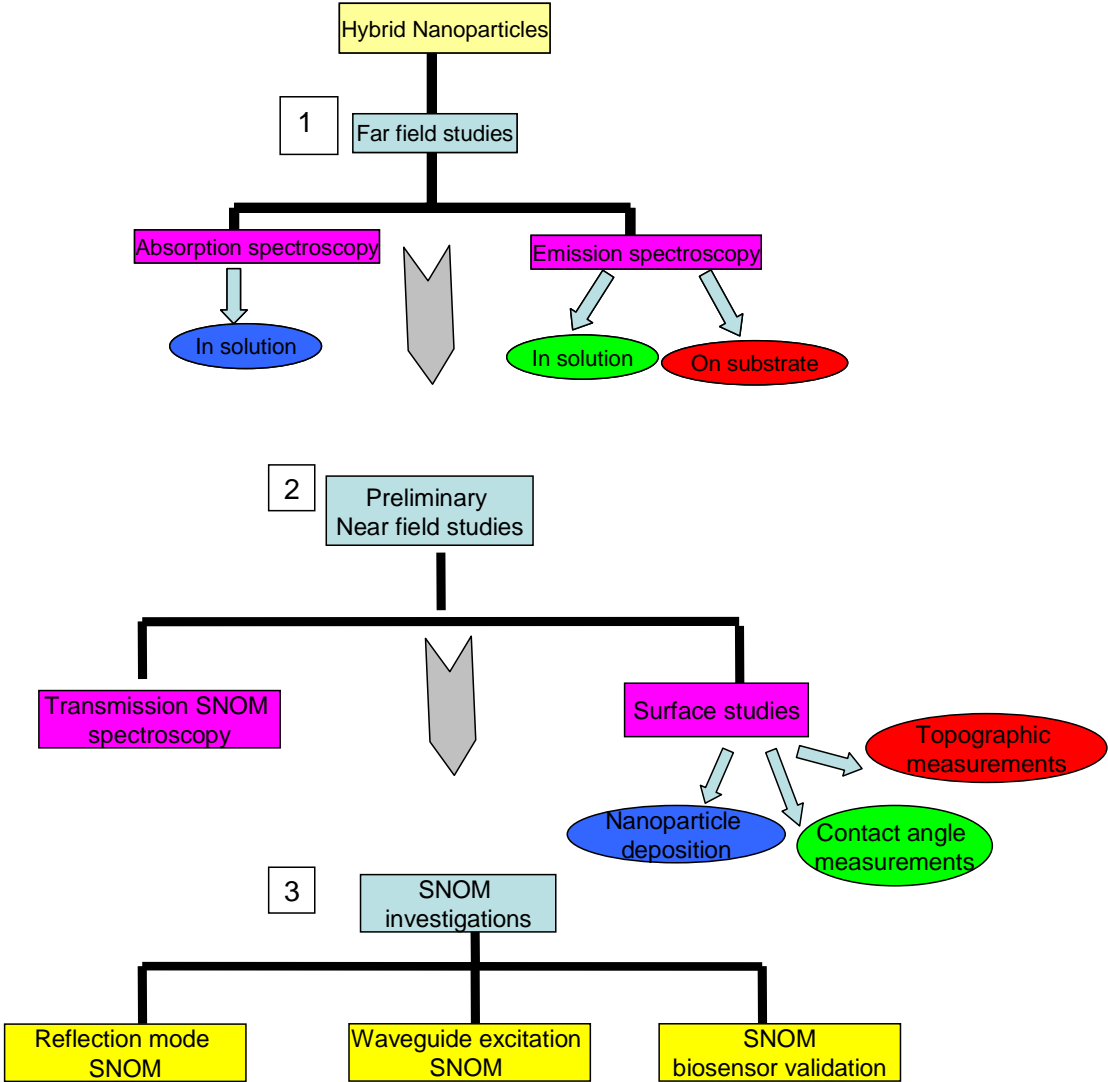 Hybrid Nanoparticles
1
Far field studies
Absorption spectroscopy
Emission spectroscopy
In solution
In solution
On substrate
2
Preliminary
Near field studies
Transmission SNOM
spectroscopy
Surface studies
Topographic
measurements
Nanoparticle
deposition
Contact angle
measurements
3
SNOM
investigations
Reflection mode
SNOM
Waveguide excitation
SNOM
SNOM
biosensor validation